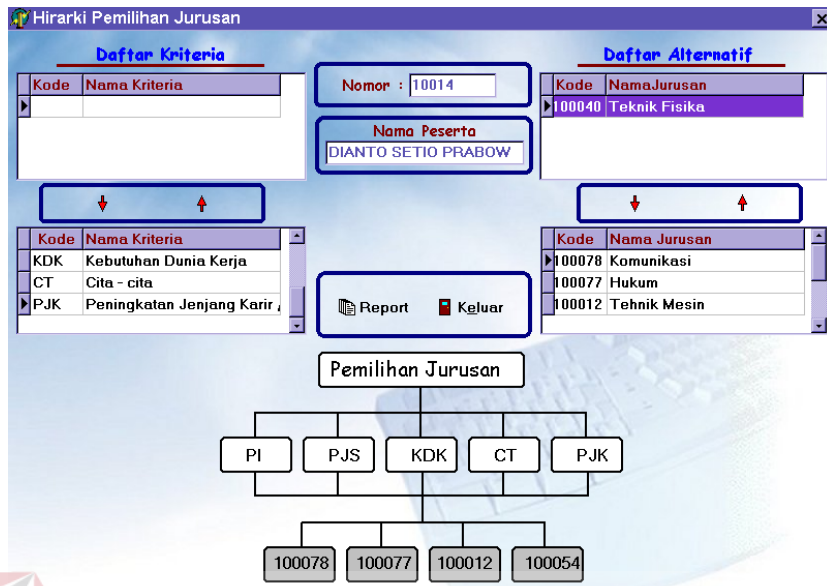 Hirarki Pemilihan Jurusan
Daftar Kriteria
Kode Nama Kriteria
Nomor : 10014
Nama Peserta
DIANTO SETIO PRABOW
Daftar Alternatif
Kode NamaJurusan
100040 Teknik Fisika
Kode Nama Kriteria
KDK Kebutuhan Dunia Kerja
CT Cita - cita
PJK Peningkatan Jenjang Karir
Report Keluar
Kode Nama Jurusan
100078 Komunikasi
100077 Hukum
100012 Tehnik Mesin
Pemilihan Jurusan
PI PJS KDK CT PJK
100078 100077 100012 100054